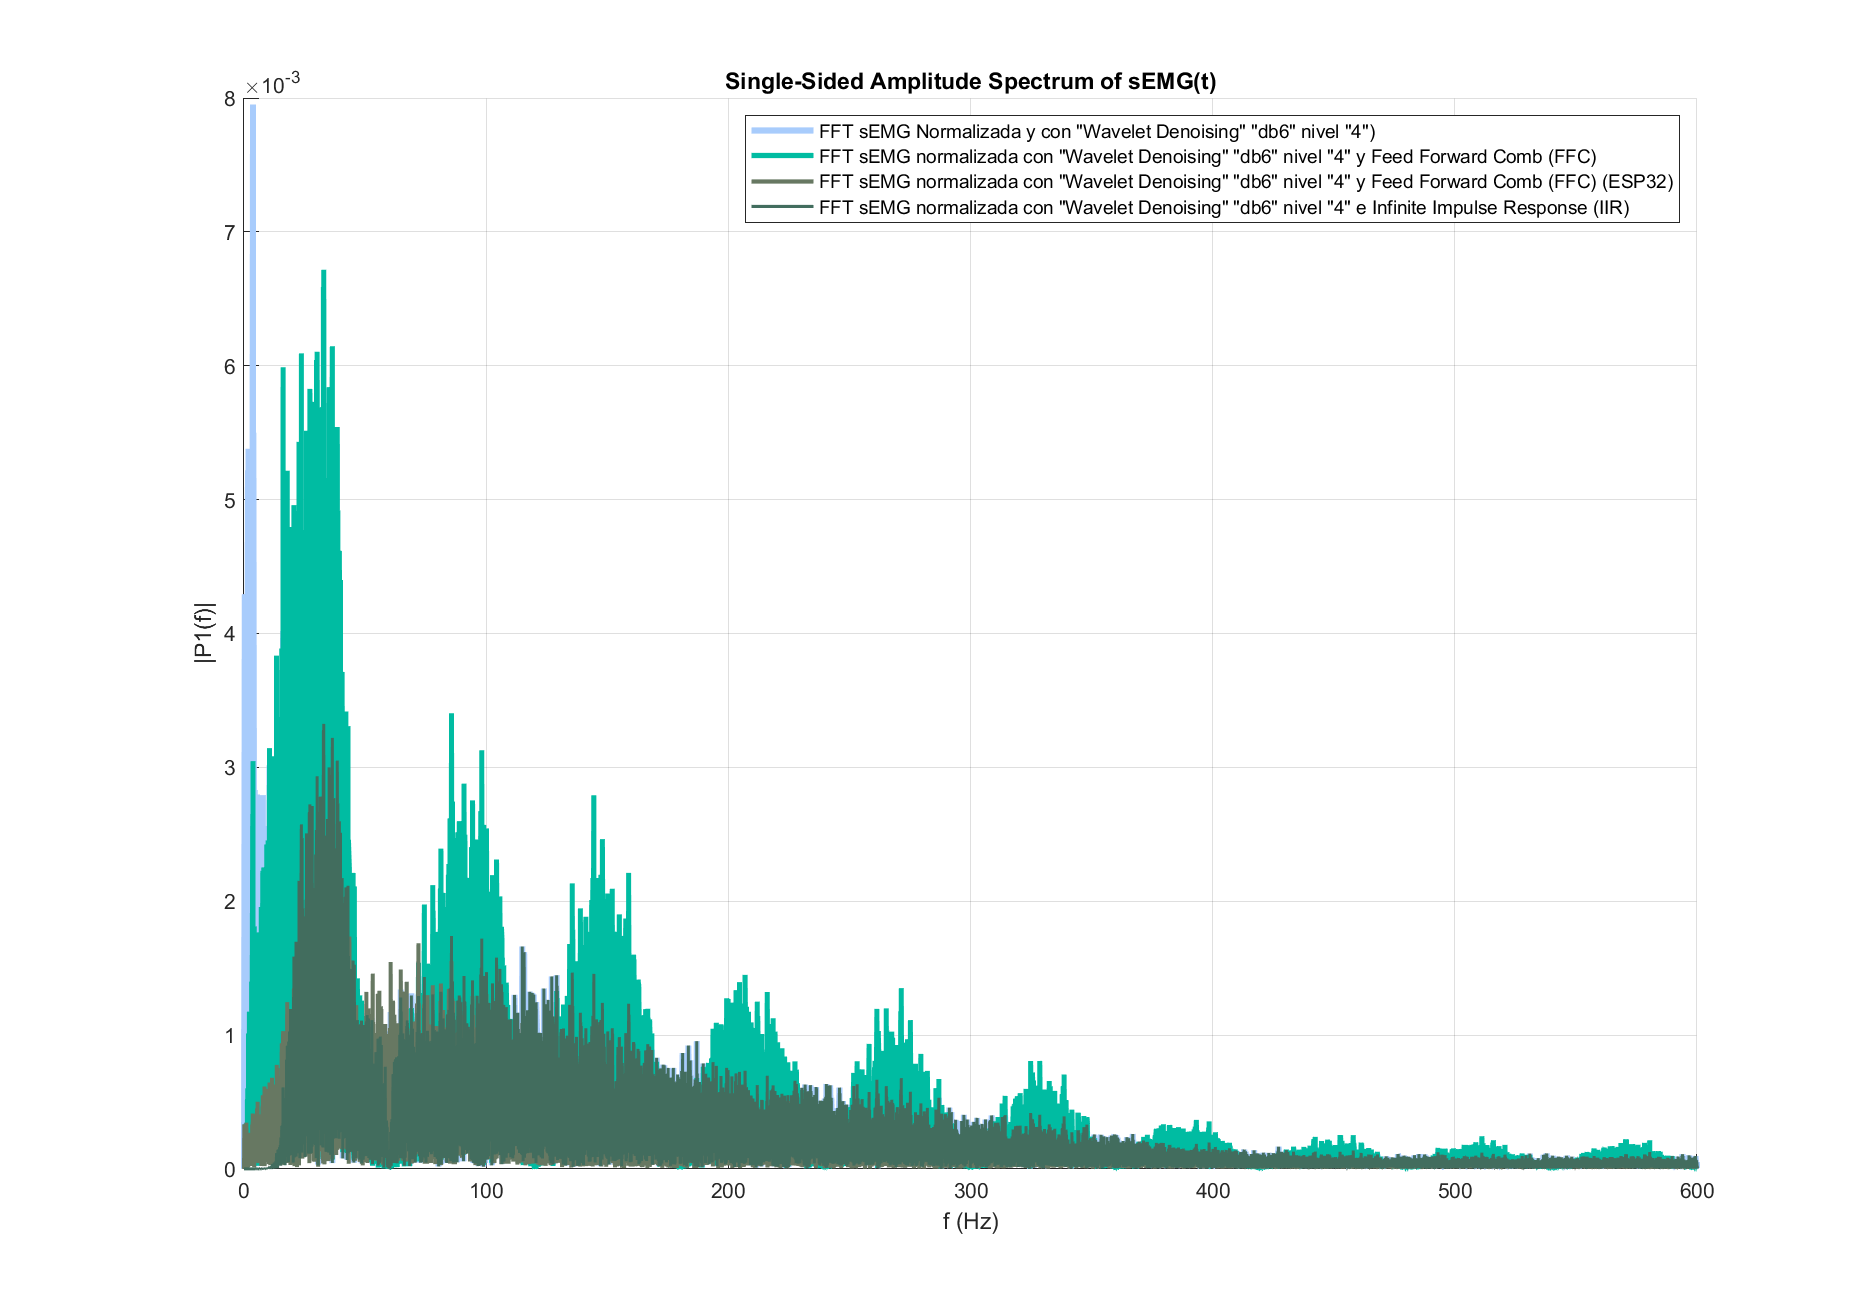 Single-Sided Amplitude Spectrum of sEMG(t)
×10-3
FFT sEMG Normalizada y con "Wavelet Denoising" "db6" nivel "4")
FFT sEMG normalizada con "Wavelet Denoising" "db6" nivel "4" y Feed Forward Comb (FFC)
FFT sEMG normalizada con "Wavelet Denoising" "db6" nivel "4" y Feed Forward Comb (FFC) (ESP32)
FFT sEMG normalizada con "Wavelet Denoising" "db6" nivel "4" e Infinite Impulse Response (IIR)
8
7
6
5
4
3
2
1
0
|P1(f)|
0 100 200 300 400 500 600
f (Hz)